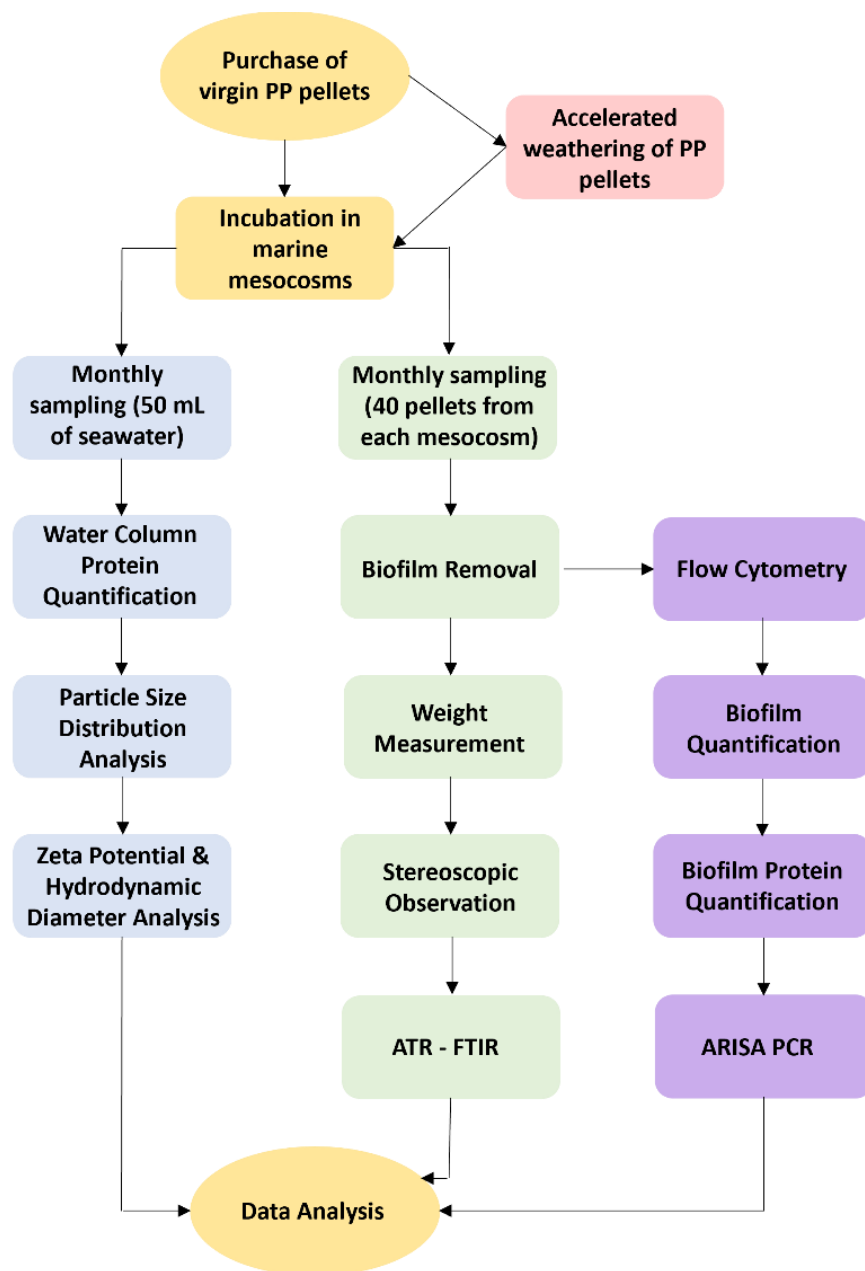 Purchase of
virgin PP pellets
Accelerated
weathering of PP
pellets
Incubation in
marine
mesocosms
Monthly
sampling (50 mL
of seawater)
Monthly sampling
(40 pellets from
each mesocosm)
Water Column
Protein
Quantification
Biofilm Removal
Flow Cytometry
Particle Size
Distribution
Analysis
Weight
Measurement
Biofilm
Quantification
Zeta Potential &
Hydrodynamic
Diameter Analysis
Stereoscopic
Observation
Biofilm Protein
Quantification
ATR - FTIR
ARISA PCR
Data Analysis